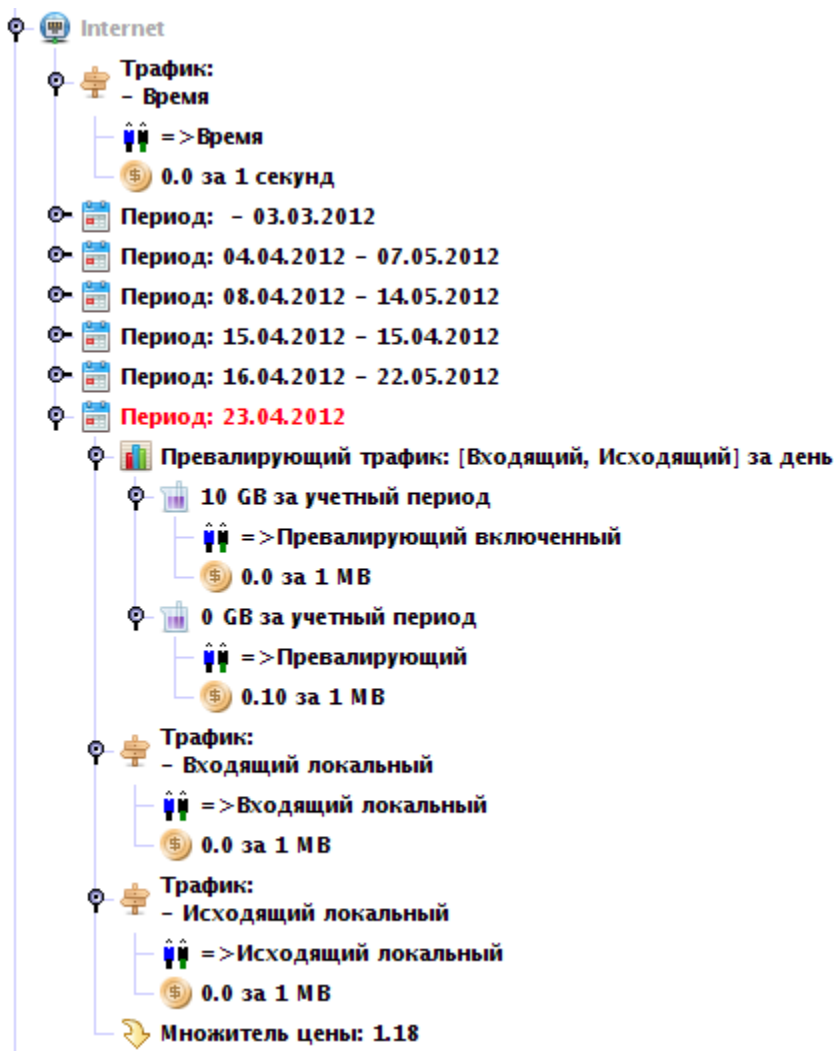 Internet
Трафик:
– Время
=>Время
0.0 за 1 секунд
Период:  – 03.03.2012
Период: 04.04.2012 – 07.05.2012
Период: 08.04.2012 – 14.05.2012
Период: 15.04.2012 – 15.04.2012
Период: 16.04.2012 – 22.05.2012
Период: 23.04.2012
Превалирующий трафик: [Входящий, Исходящий] за день
10 GB за учетный период
=>Превалирующий включенный
0.0 за 1 MB
0 GB за учетный период
=>Превалирующий
0.10 за 1 MB
Трафик:
– Входящий локальный
=>Входящий локальный
0.0 за 1 MB
Трафик:
– Исходящий локальный
=>Исходящий локальный
0.0 за 1 MB
Множитель цены: 1.18